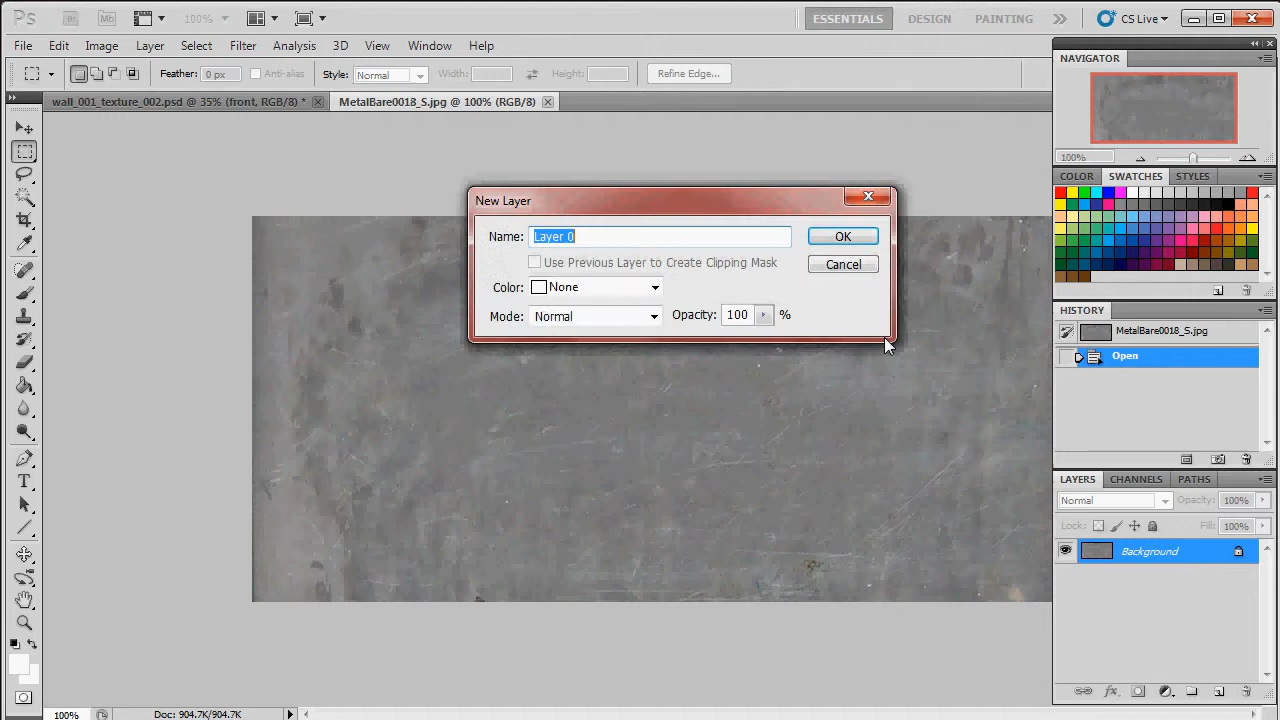 Ps Br Mb 100% ESSENTIALS DESIGN PAINTING CS Live
File Edit Image Layer Select Filter Analysis 3D View Window Help
Feather: 0 px Anti-alias Style: Normal Width: Height: Refine Edge...
wall_001_texture_002.psd @ 35% (front, RGB/8) * MetalBare0018_S.jpg @ 100% (RGB/8)
NAVIGATOR
100%
COLOR SWATCHES STYLES
New Layer
Name: Layer 0 OK
Use Previous Layer to Create Clipping Mask Cancel
Color: None
Mode: Normal Opacity: 100 %
HISTORY
MetalBare0018_S.jpg
Open
LAYERS CHANNELS PATHS
Normal Opacity: 100%
Lock: Fill: 100%
Background
T
fx
100% Doc: 904.7K/904.7K